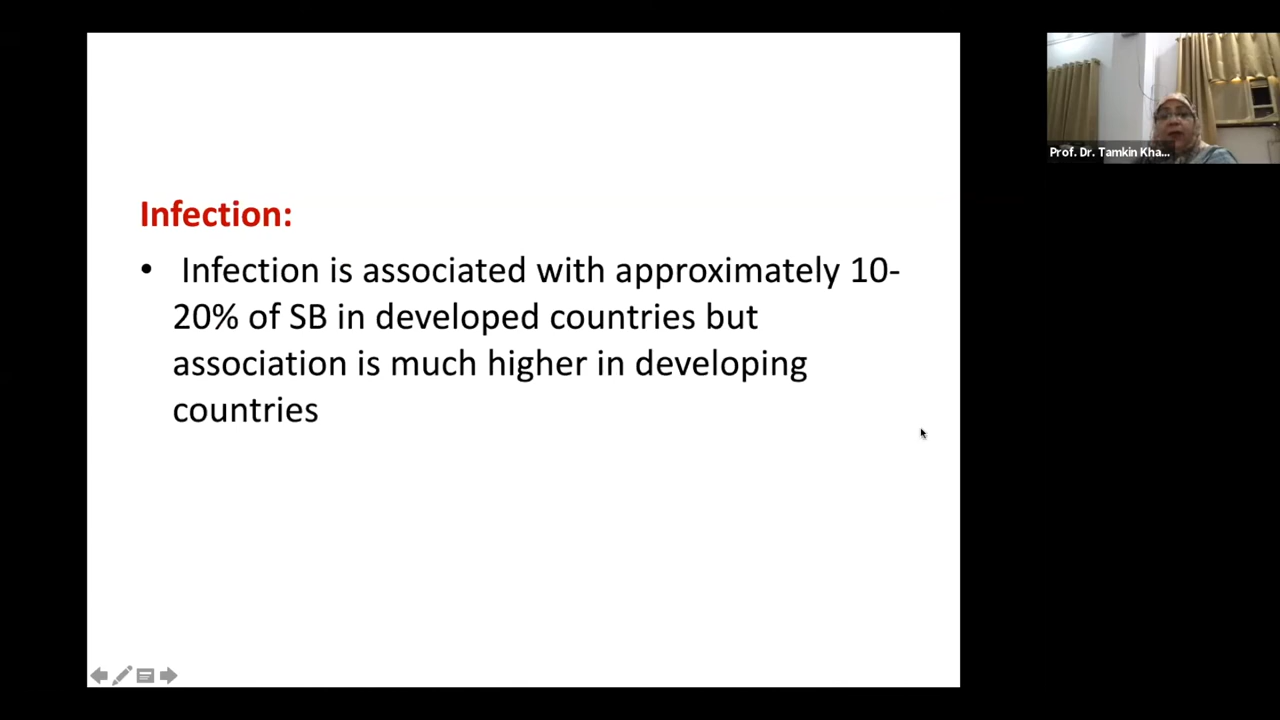 Infection:
• Infection is associated with approximately 10-
20% of SB in developed countries but
association is much higher in developing
countries
Prof. Dr. Tamkin Kha...